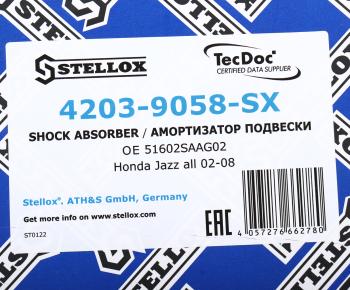 STELLOX
TecDoc
CERTIFIED DATA SUPPLIER
4203-9058-SX
SHOCK ABSORBER / АМОРТИЗАТОР ПОДВЕСКИ
OE 51602SAAG02
Honda Jazz all 02-08
Stellox®. ATH&S GmbH, Germany
Get more info on www.stellox.com
ST0122
EAC
4 057276 662780